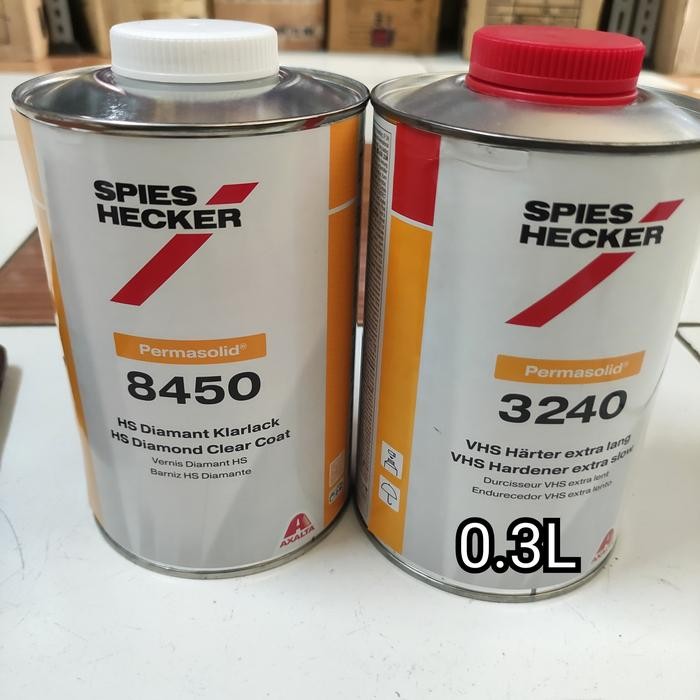 SPIES
HECKER
Permasolid®
8450
HS Diamant Klarlack
HS Diamond Clear Coat
Vernis Diamant HS
Barniz HS Diamante
AXALTA
SPIES
HECKER
Permasolid®
3240
VHS Härter extra lang
VHS Hardener extra slow
Durcisseur VHS extra lent
Endurecedor VHS extra lento
0.3L